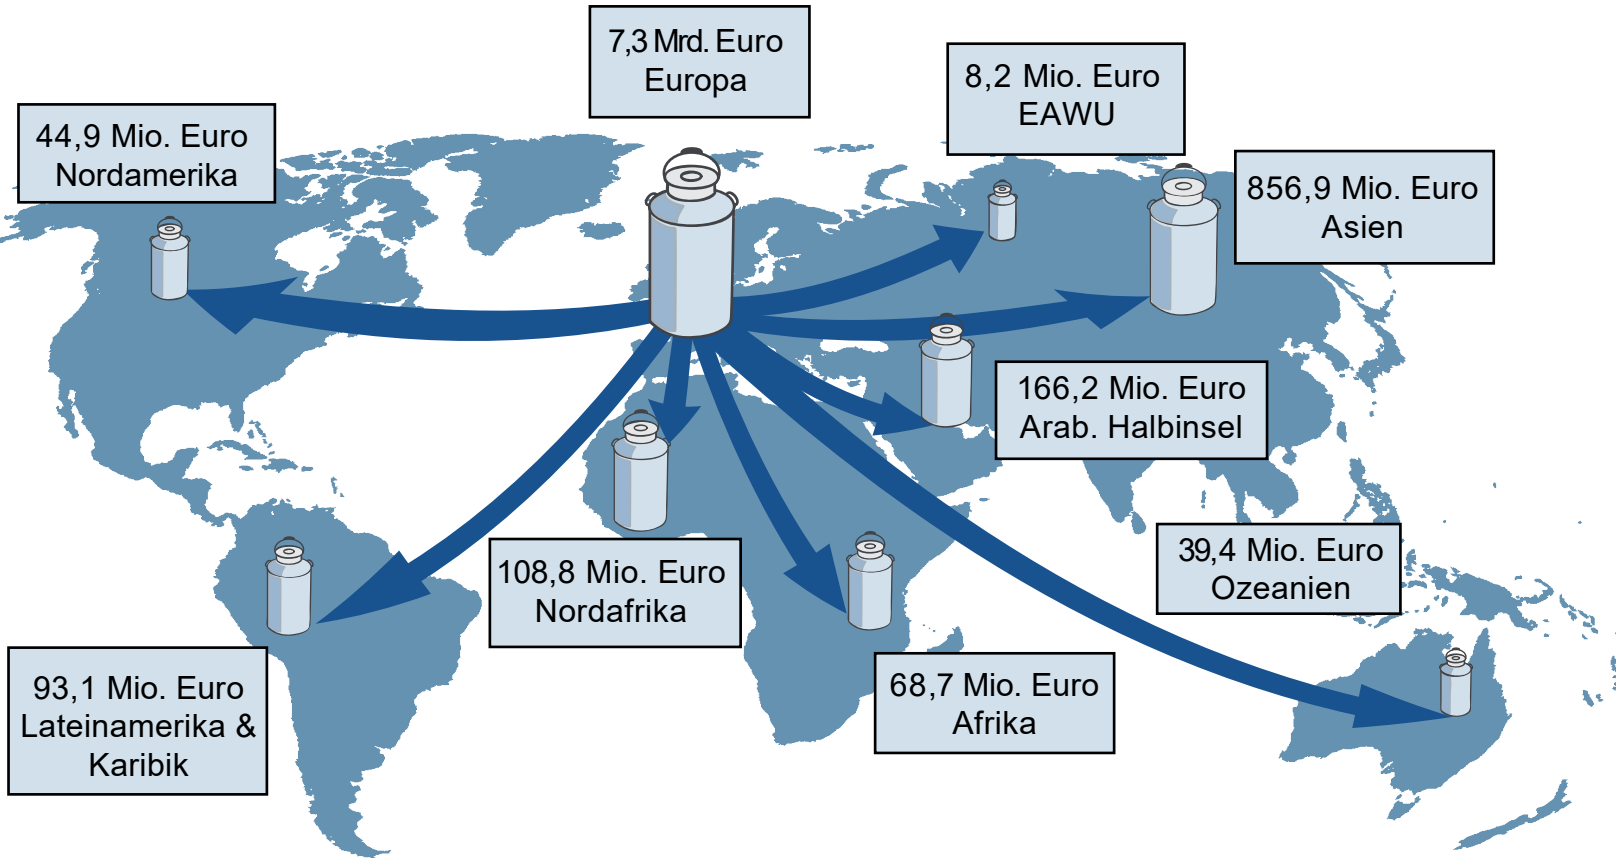 7,3 Mrd. Euro
Europa
8,2 Mio. Euro
EAWU
44,9 Mio. Euro
Nordamerika
856,9 Mio. Euro
Asien
166,2 Mio. Euro
Arab. Halbinsel
39,4 Mio. Euro
Ozeanien
108,8 Mio. Euro
Nordafrika
93,1 Mio. Euro
Lateinamerika &
Karibik
68,7 Mio. Euro
Afrika